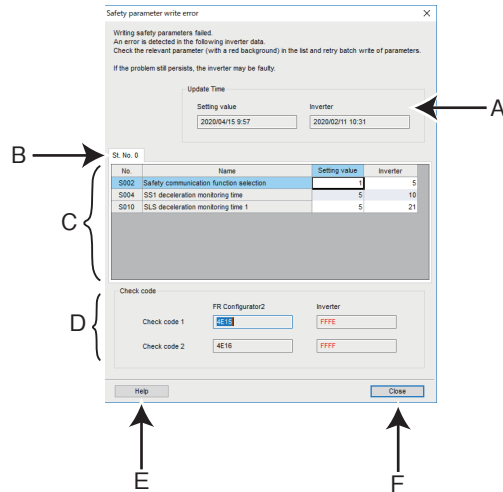 Safety parameter write error
Writing safety parameters failed.
An error is detected in the following inverter data.
Check the relevant parameter (with a red background) in the list and retry batch write of parameters.
If the problem still persists, the inverter may be faulty.
Update Time
Setting value Inverter
2020/04/15 9:57 2020/02/11 10:31
A
B
St. No. 0
No. Name Setting value Inverter
S002 Safety communication function selection 1 5
S004 SS1 deceleration monitoring time 5 10
S010 SLS deceleration monitoring time 1 5 21
C
Check code
FR Configurator2 Inverter
Check code 1 4E15 FFFE
D
Check code 2 4E16 FFFF
Help Close
E F